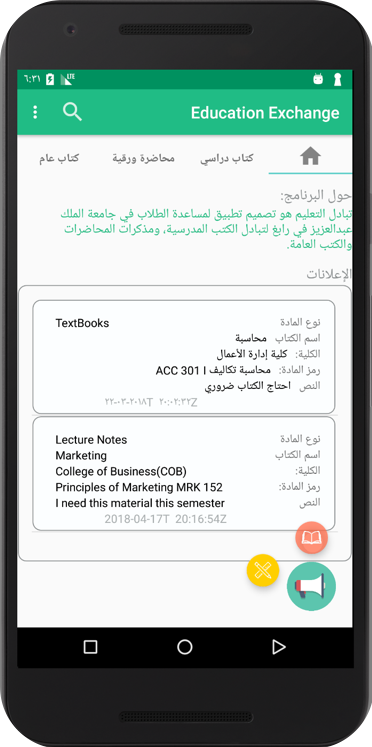 ٦:٣١
LTE
Education Exchange
كتاب دراسي
محاضرة ورقية
كتاب عام
حول البرنامج:
تبادل التعليم هو تصميم تطبيق لمساعدة الطلاب في جامعة الملك
عبدالعزيز في رابغ لتبادل الكتب المدرسية، ومذكرات المحاضرات
والكتب العامة.
الإعلانات
نوع المادة TextBooks
اسم الكتاب محاسبة
الكلية: كلية إدارة الأعمال
رمز المادة: محاسبة تكاليف ACC 301 I
النص احتاج الكتاب ضروري
٢٢-٠٣-٢٠١٨T ٢٠:٠٢:٣٢Z
نوع المادة Lecture Notes
اسم الكتاب Marketing
الكلية: College of Business(COB)
رمز المادة: Principles of Marketing MRK 152
النص I need this material this semester
2018-04-17T 20:16:54Z